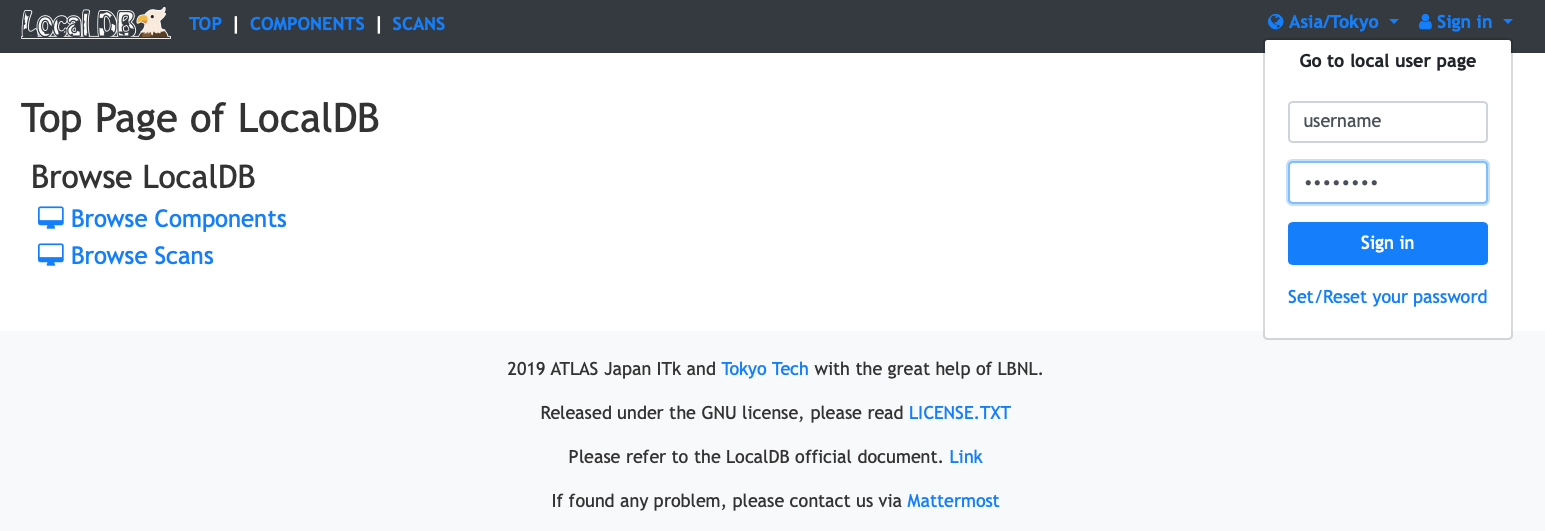 Local DB TOP | COMPONENTS | SCANS Asia/Tokyo Sign in
Go to local user page
username
••••••••
Sign in
Set/Reset your password
Top Page of LocalDB
Browse LocalDB
Browse Components
Browse Scans
2019 ATLAS Japan ITk and Tokyo Tech with the great help of LBNL.
Released under the GNU license, please read LICENSE.TXT
Please refer to the LocalDB official document. Link
If found any problem, please contact us via Mattermost